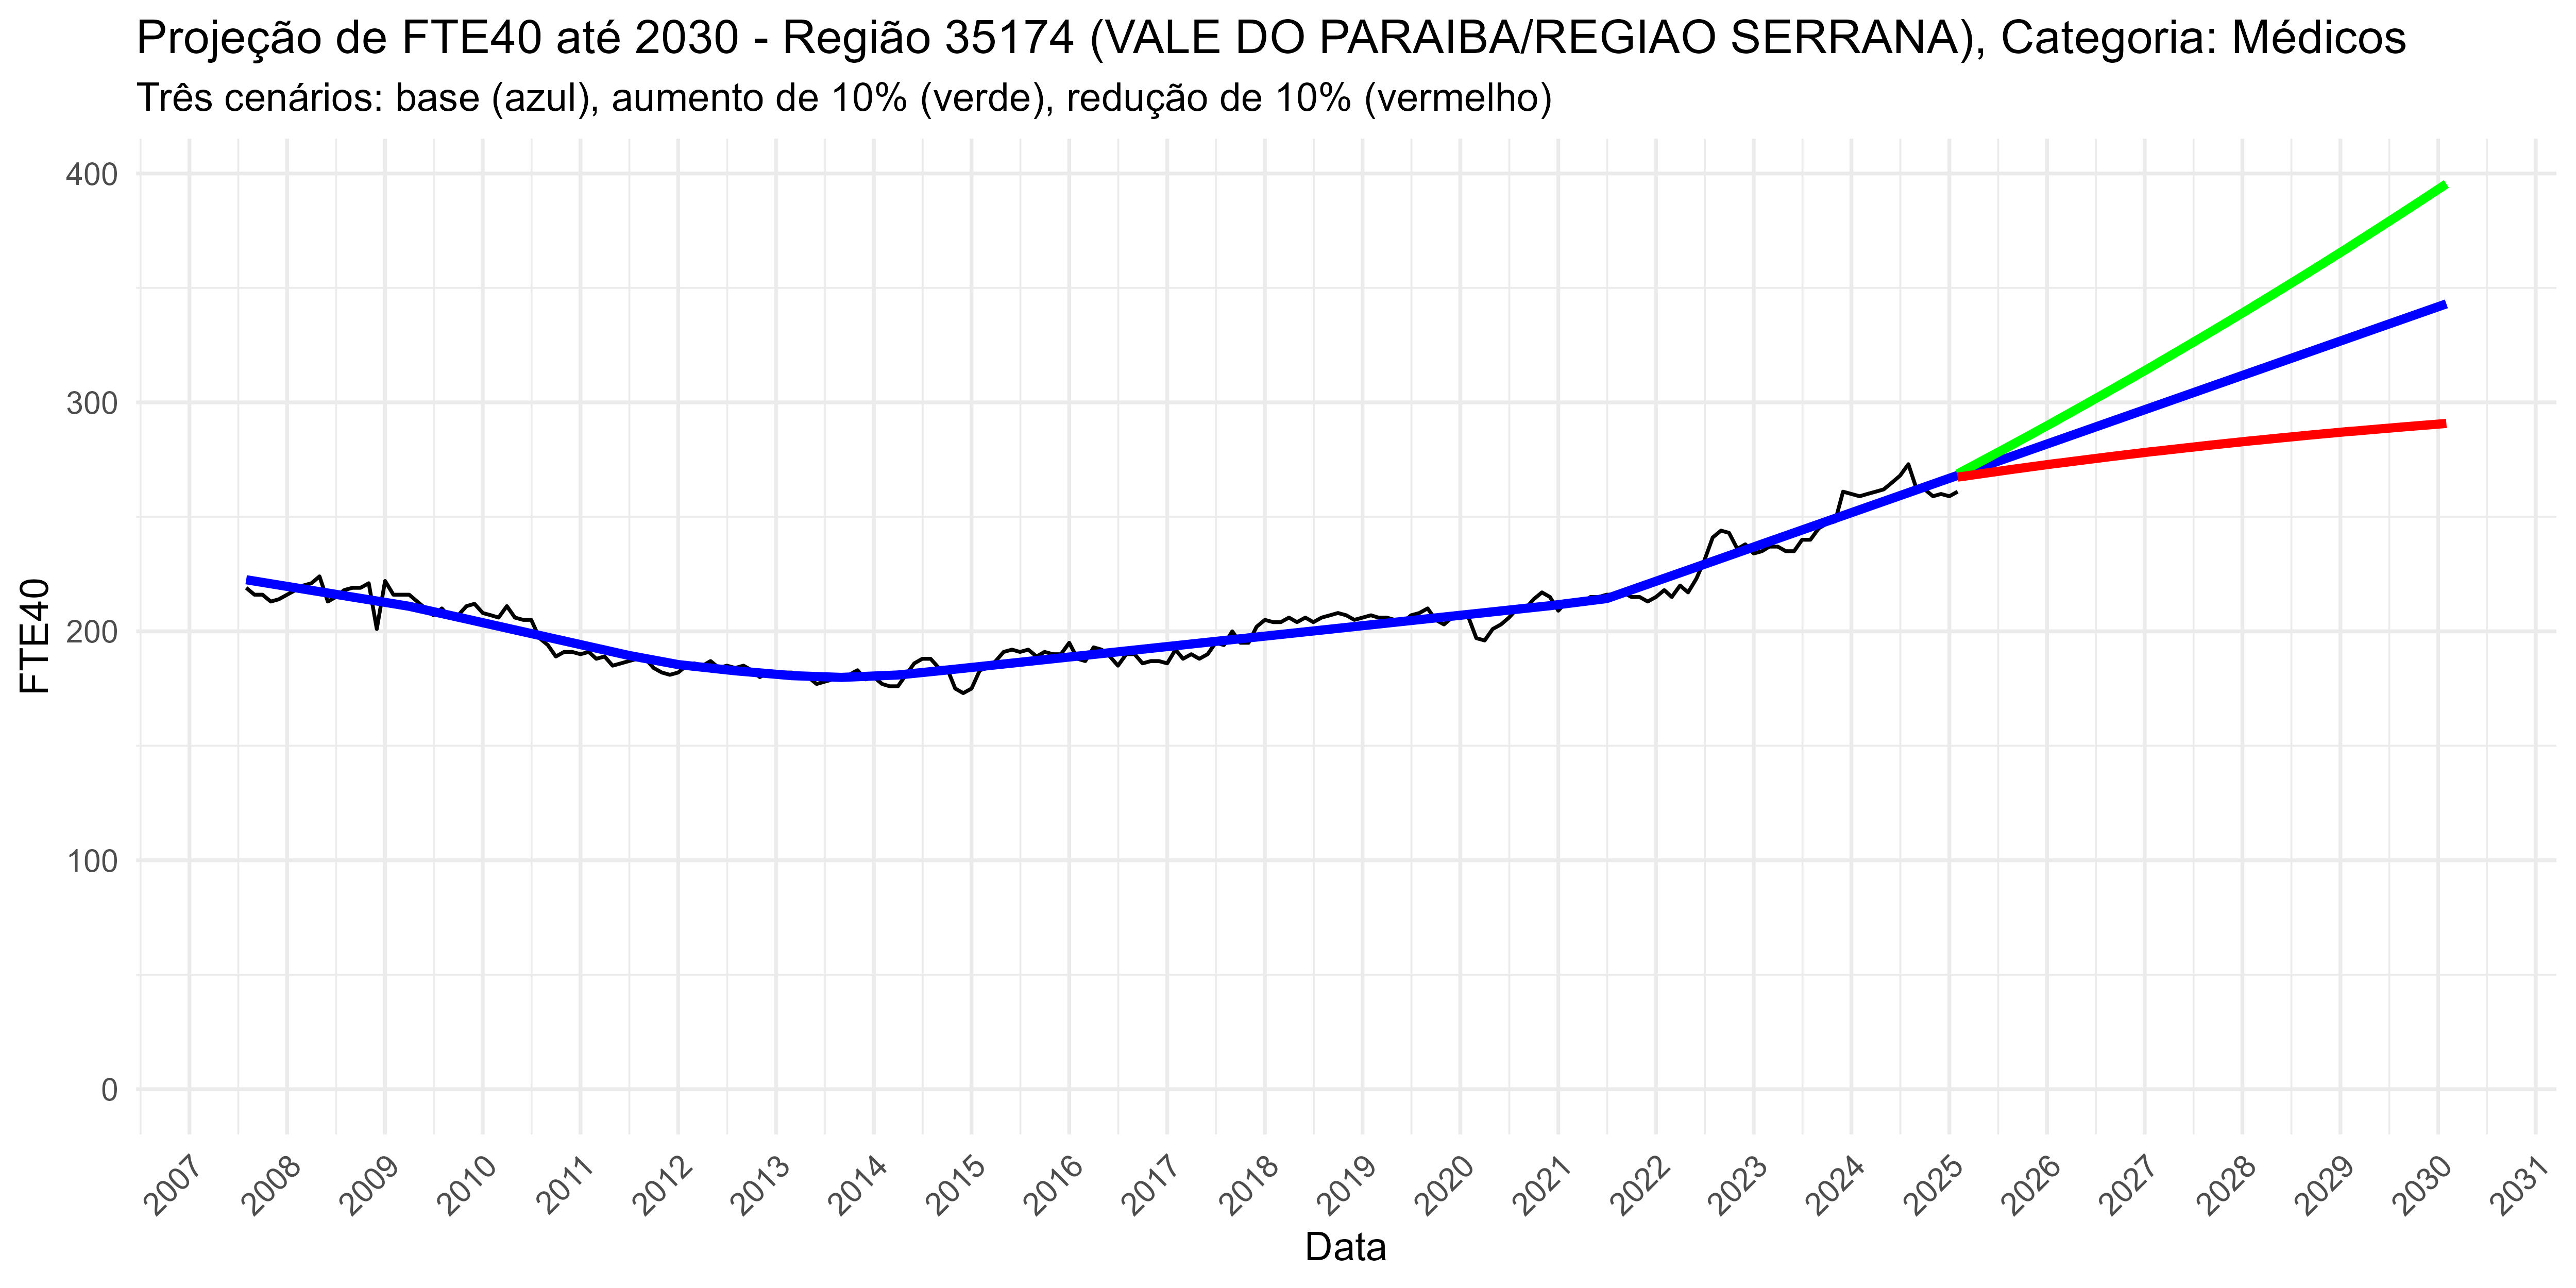 Projeção de FTE40 até 2030 - Região 35174 (VALE DO PARAIBA/REGIAO SERRANA), Categoria: Médicos
Três cenários: base (azul), aumento de 10% (verde), redução de 10% (vermelho)
FTE40
400
300
200
100
0
2007 2008 2009 2010 2011 2012 2013 2014 2015 2016 2017 2018 2019 2020 2021 2022 2023 2024 2025 2026 2027 2028 2029 2030 2031
Data